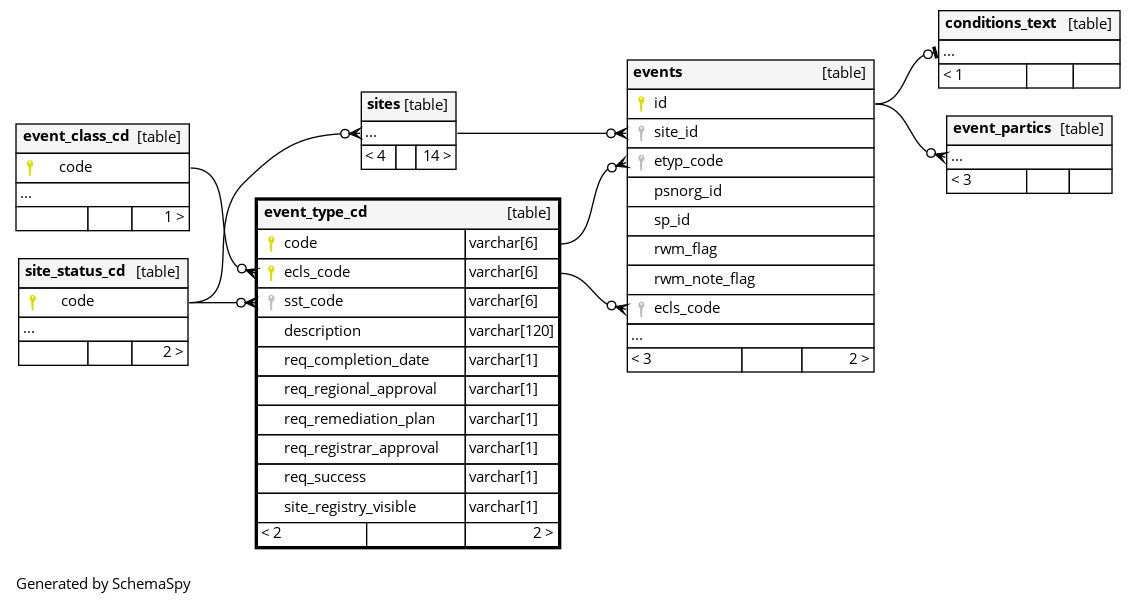 event_class_cd [table]
code
...
1 >
site_status_cd [table]
code
...
2 >
sites [table]
...
< 4 14 >
event_type_cd [table]
code varchar[6]
ecls_code varchar[6]
sst_code varchar[6]
description varchar[120]
req_completion_date varchar[1]
req_regional_approval varchar[1]
req_remediation_plan varchar[1]
req_registrar_approval varchar[1]
req_success varchar[1]
site_registry_visible varchar[1]
< 2 2 >
events [table]
id
site_id
etyp_code
psnorg_id
sp_id
rwm_flag
rwm_note_flag
ecls_code
...
< 3 2 >
conditions_text [table]
...
< 1
event_partics [table]
...
< 3
Generated by SchemaSpy